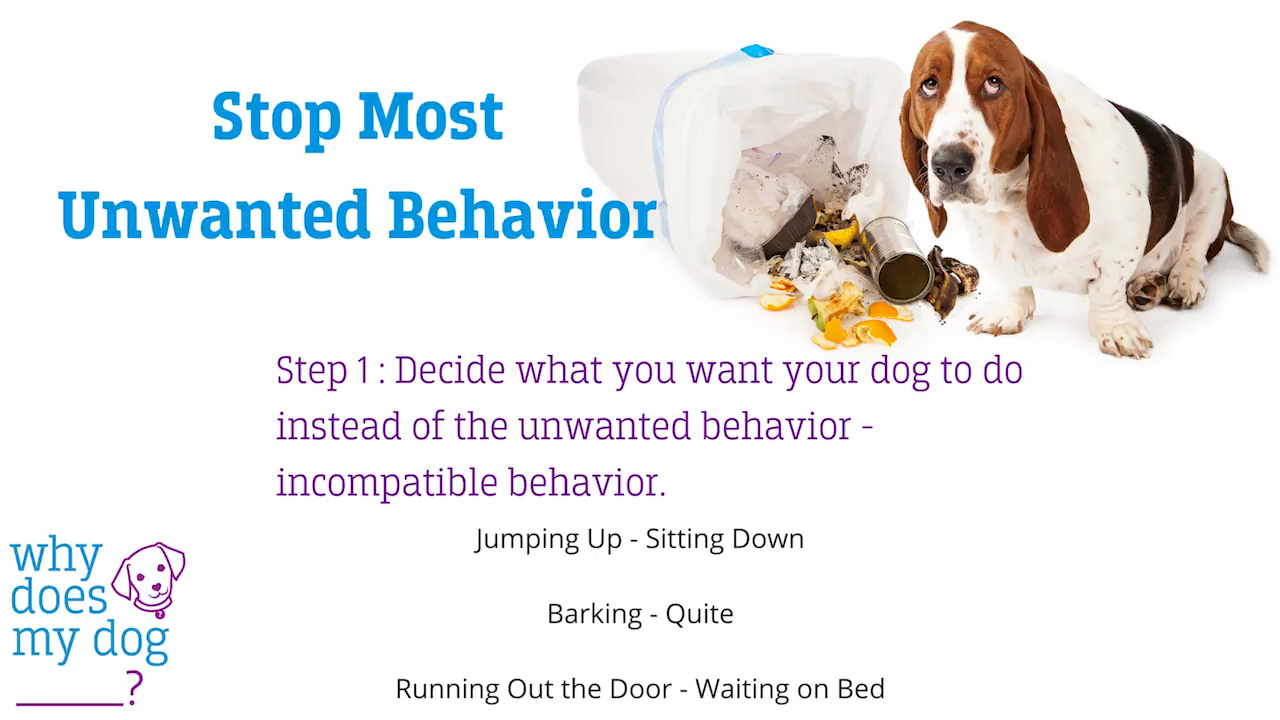 Stop Most
Unwanted Behavior
Step 1: Decide what you want your dog to do
instead of the unwanted behavior -
incompatible behavior.
Jumping Up - Sitting Down
Barking - Quite
Running Out the Door - Waiting on Bed
why
does
my dog
______?